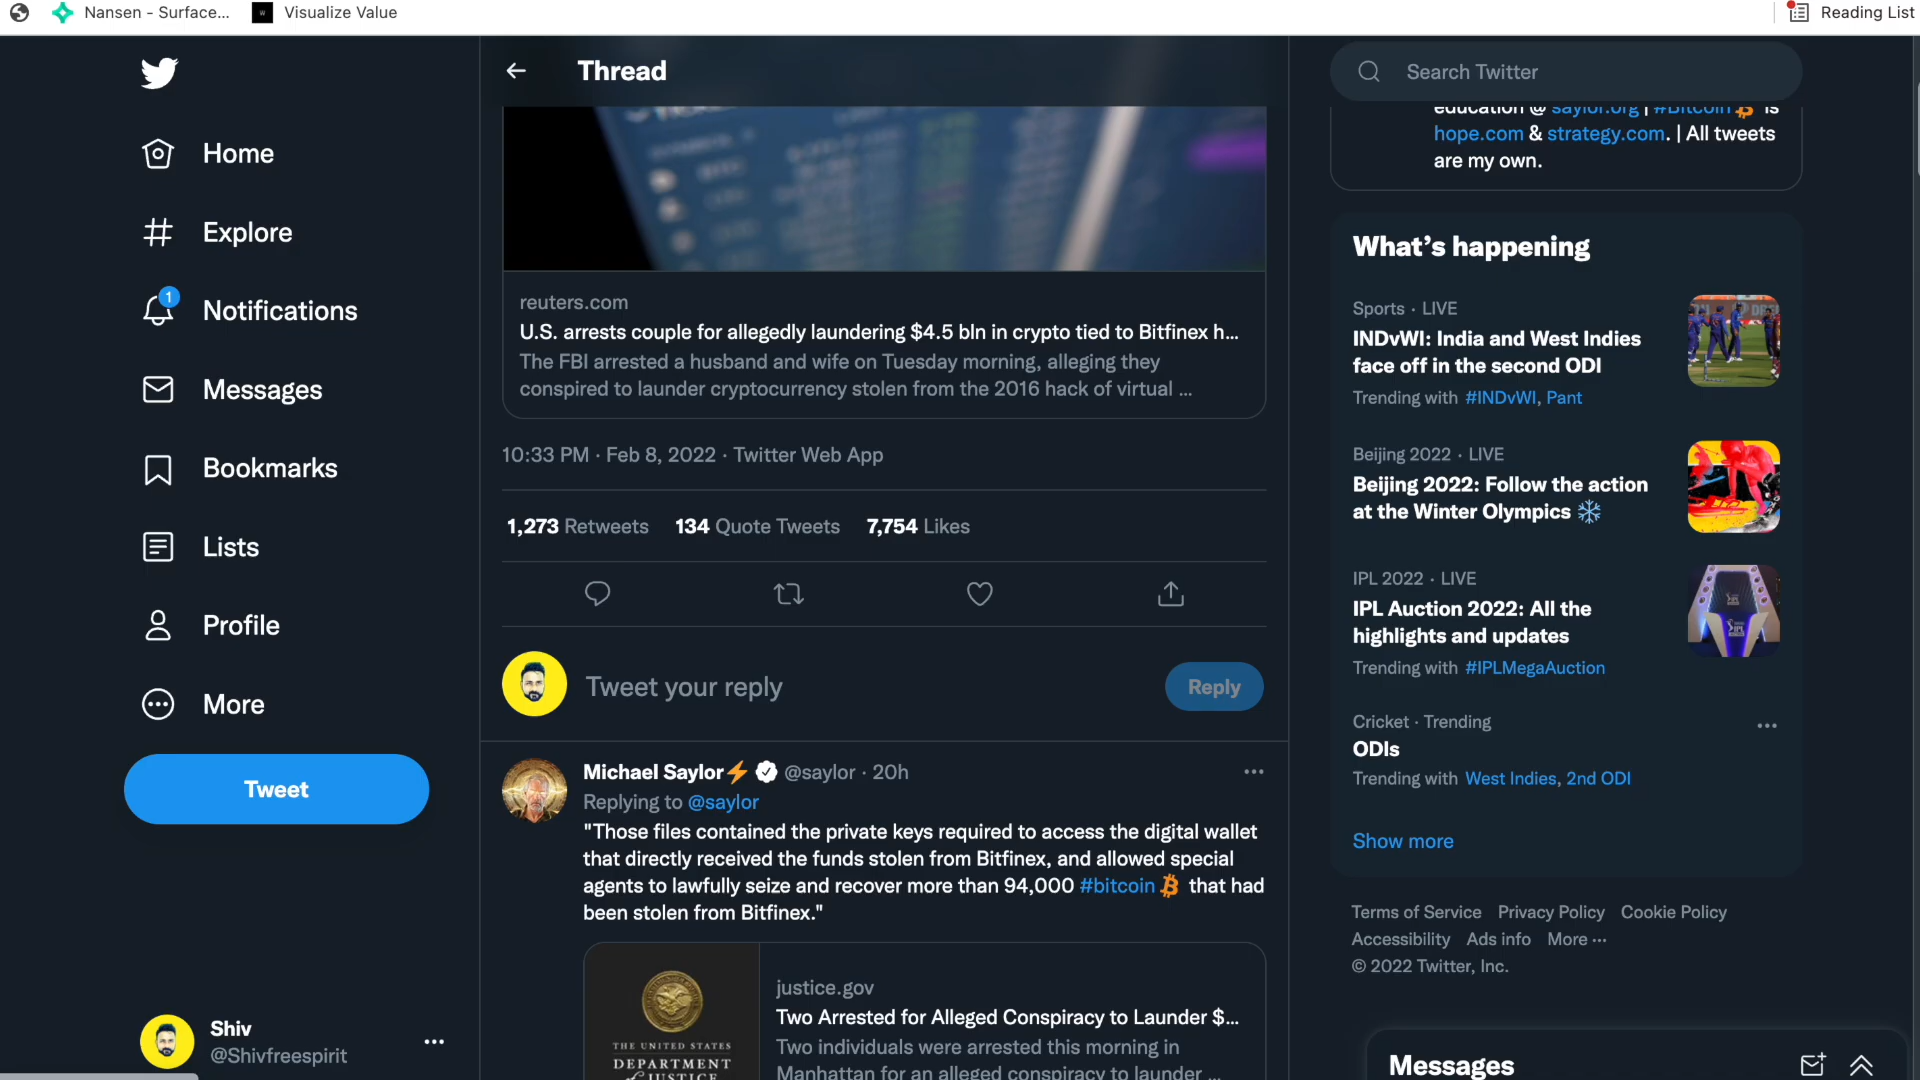 Nansen - Surface...
Visualize Value
Reading List
Home
Explore
1
Notifications
Messages
Bookmarks
Lists
Profile
More
Tweet
Shiv
@Shivfreespirit
Thread
reuters.com
U.S. arrests couple for allegedly laundering $4.5 bln in crypto tied to Bitfinex h...
The FBI arrested a husband and wife on Tuesday morning, alleging they
conspired to launder cryptocurrency stolen from the 2016 hack of virtual ...
10:33 PM · Feb 8, 2022 · Twitter Web App
1,273 Retweets 134 Quote Tweets 7,754 Likes
Tweet your reply
Reply
Michael Saylor⚡ @saylor · 20h
Replying to @saylor
"Those files contained the private keys required to access the digital wallet
that directly received the funds stolen from Bitfinex, and allowed special
agents to lawfully seize and recover more than 94,000 #bitcoin that had
been stolen from Bitfinex."
THE UNITED STATES
DEPARTMENT
of JUSTICE
justice.gov
Two Arrested for Alleged Conspiracy to Launder $...
Two individuals were arrested this morning in
Manhattan for an alleged conspiracy to launder ...
Search Twitter
education @ saylor.org | #Bitcoin is
hope.com & strategy.com. | All tweets
are my own.
What's happening
Sports · LIVE
INDvWI: India and West Indies
face off in the second ODI
Trending with #INDvWI, Pant
Beijing 2022 · LIVE
Beijing 2022: Follow the action
at the Winter Olympics ❄️
IPL 2022 · LIVE
IPL Auction 2022: All the
highlights and updates
Trending with #IPLMegaAuction
Cricket · Trending
ODIs
Trending with West Indies, 2nd ODI
Show more
Terms of Service Privacy Policy Cookie Policy
Accessibility Ads info More ···
© 2022 Twitter, Inc.
Messages